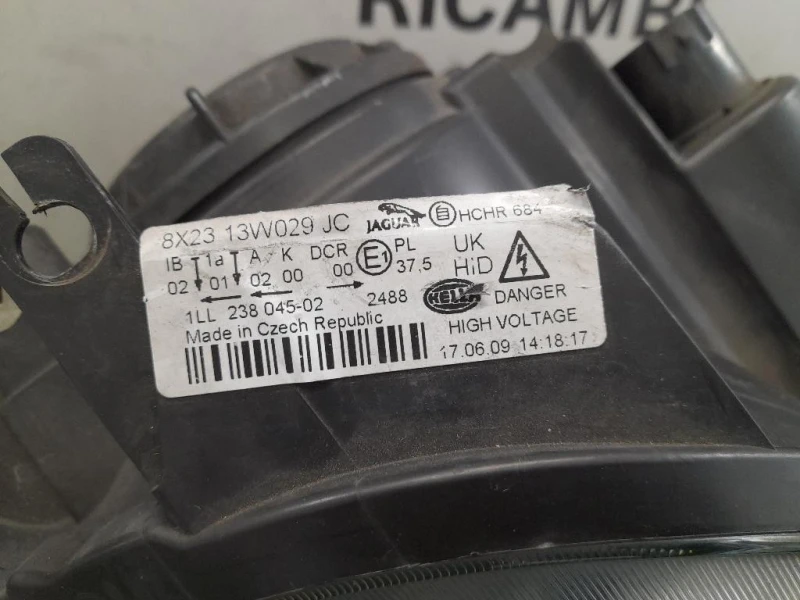 RICAMBI
8X23 13W029 JC JAGUAR HCHR 684
IB 1a A K DCR PL UK
02 01 02 00 00 E1 37,5 HiD
1LL 238 045-02 2488 HELLA DANGER
Made in Czech Republic HIGH VOLTAGE
17.06.09 14:18:17